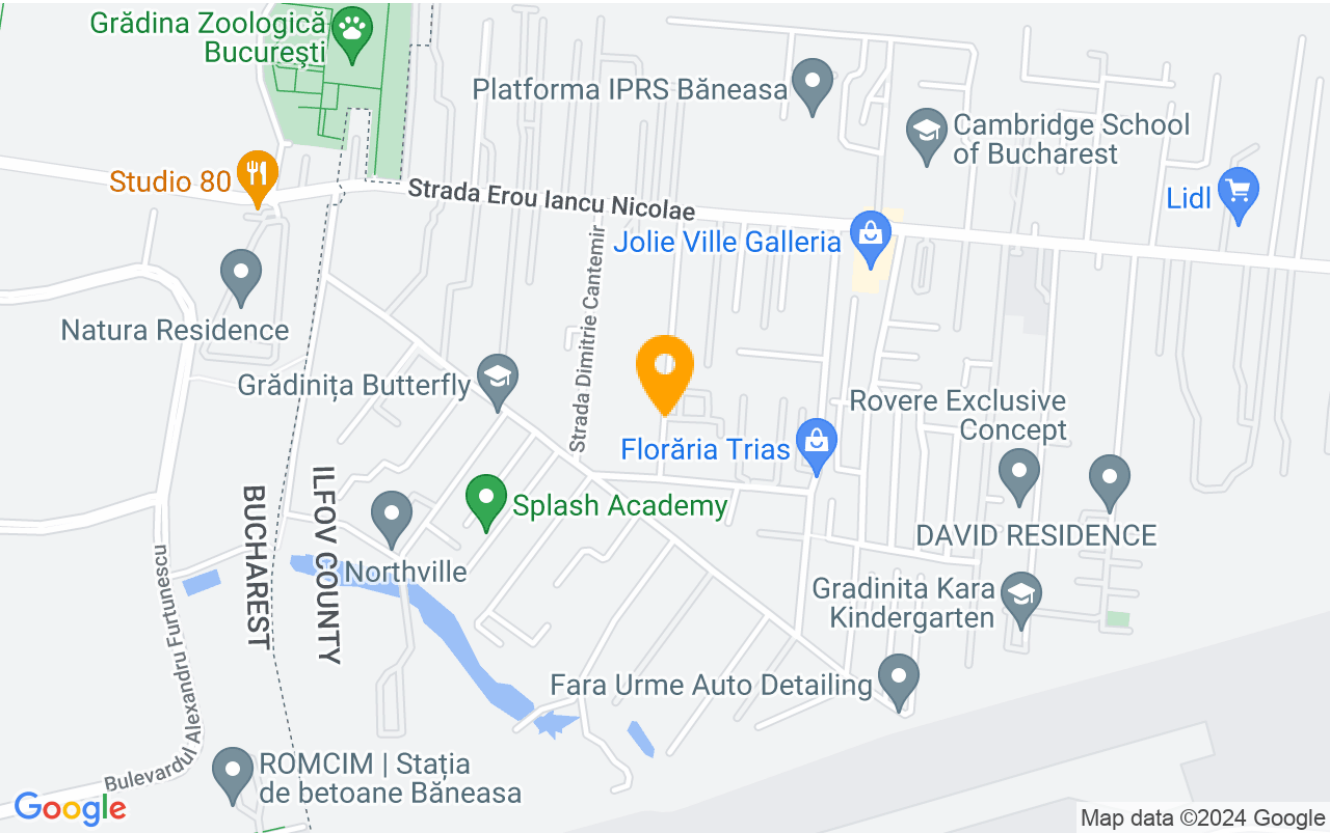 Grădina Zoologică
București
Platforma IPRS Băneasa
Cambridge School
of Bucharest
Studio 80
Lidl
Strada Erou Iancu Nicolae
Jolie Ville Galleria
Strada Dimitrie Cantemir
Natura Residence
Grădinița Butterfly
Rovere Exclusive
Concept
Florăria Trias
Splash Academy
DAVID RESIDENCE
BUCHAREST
ILFOV COUNTY
Northville
Gradinita Kara
Kindergarten
Bulevardul Alexandru Furtunescu
Fara Urme Auto Detailing
ROMCIM | Stația
de betoane Băneasa
Google
Map data ©2024 Google